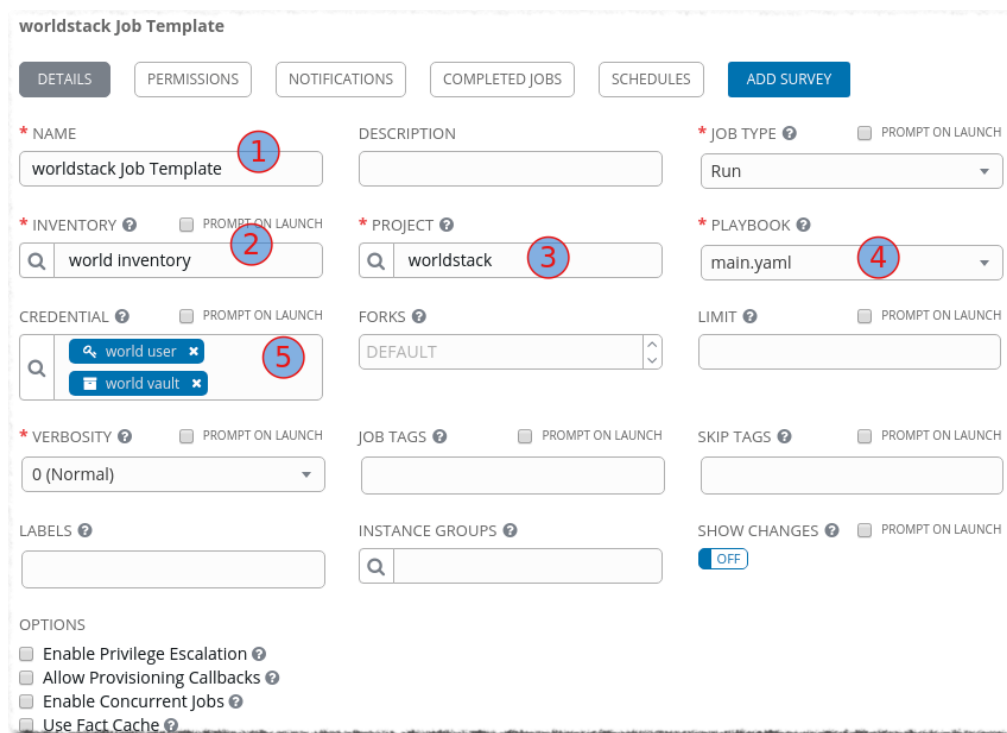 worldstack Job Template
DETAILS PERMISSIONS NOTIFICATIONS COMPLETED JOBS SCHEDULES ADD SURVEY
* NAME DESCRIPTION * JOB TYPE ? PROMPT ON LAUNCH
1
worldstack Job Template Run
* INVENTORY ? PROMPT ON LAUNCH * PROJECT ? * PLAYBOOK ?
2 3 4
world inventory worldstack main.yaml
CREDENTIAL ? PROMPT ON LAUNCH FORKS ? LIMIT ? PROMPT ON LAUNCH
world user × 5 DEFAULT
world vault ×
* VERBOSITY ? PROMPT ON LAUNCH JOB TAGS ? PROMPT ON LAUNCH SKIP TAGS ? PROMPT ON LAUNCH
0 (Normal)
LABELS ? INSTANCE GROUPS ? SHOW CHANGES ? PROMPT ON LAUNCH
OFF
OPTIONS
Enable Privilege Escalation ?
Allow Provisioning Callbacks ?
Enable Concurrent Jobs ?
Use Fact Cache ?